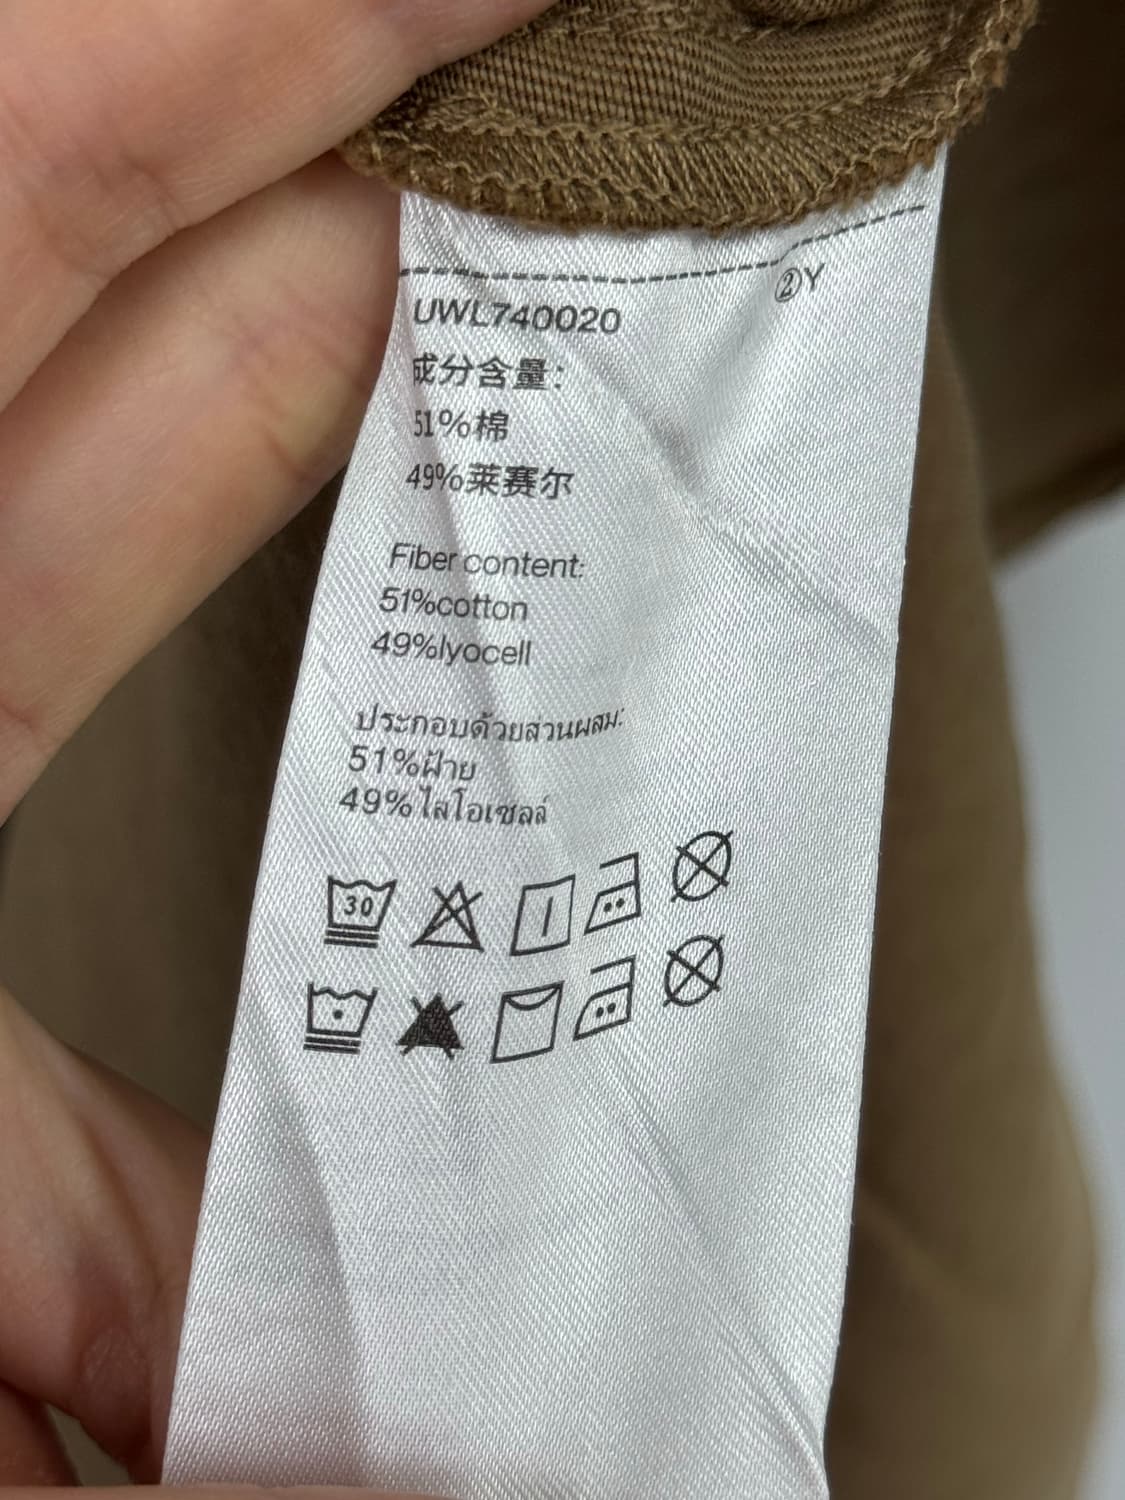 ②Y
UWL740020
成分含量:
51%棉
49%莱赛尔
Fiber content:
51%cotton
49%lyocell
ประกอบด้วยส่วนผสม:
51%ฝ้าย
49%ไลโอเซลล์
30